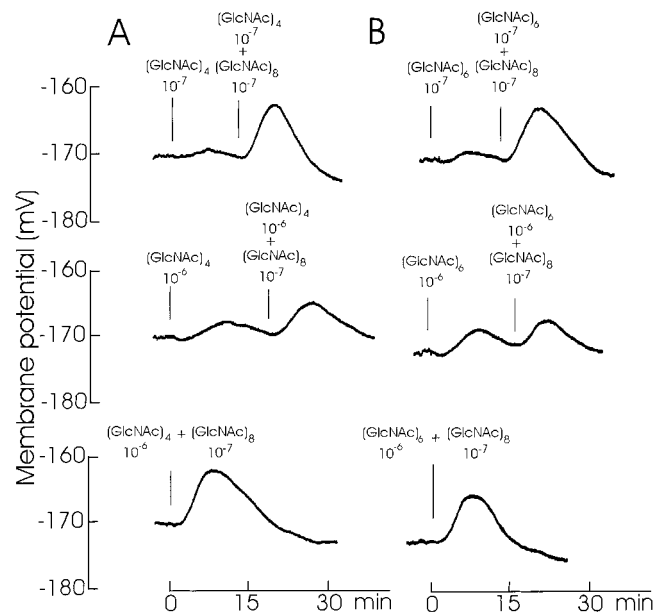 A
B
(GlcNAc)₄
10⁻⁷
+
(GlcNAc)₄ (GlcNAc)₈
10⁻⁷ 10⁻⁷
(GlcNAc)₆
10⁻⁷
+
(GlcNAc)₆ (GlcNAc)₈
10⁻⁷ 10⁻⁷
-160
-170
-180
(GlcNAc)₄
10⁻⁶
+
(GlcNAc)₄ (GlcNAc)₈
10⁻⁶ 10⁻⁷
(GlcNAc)₆
10⁻⁶
+
(GlcNAc)₆ (GlcNAc)₈
10⁻⁶ 10⁻⁷
-160
-170
-180
Membrane potential (mV)
(GlcNAc)₄ + (GlcNAc)₈
10⁻⁶ 10⁻⁷
(GlcNAc)₆ + (GlcNAc)₈
10⁻⁶ 10⁻⁷
-160
-170
-180
0 15 30 min
0 15 30 min